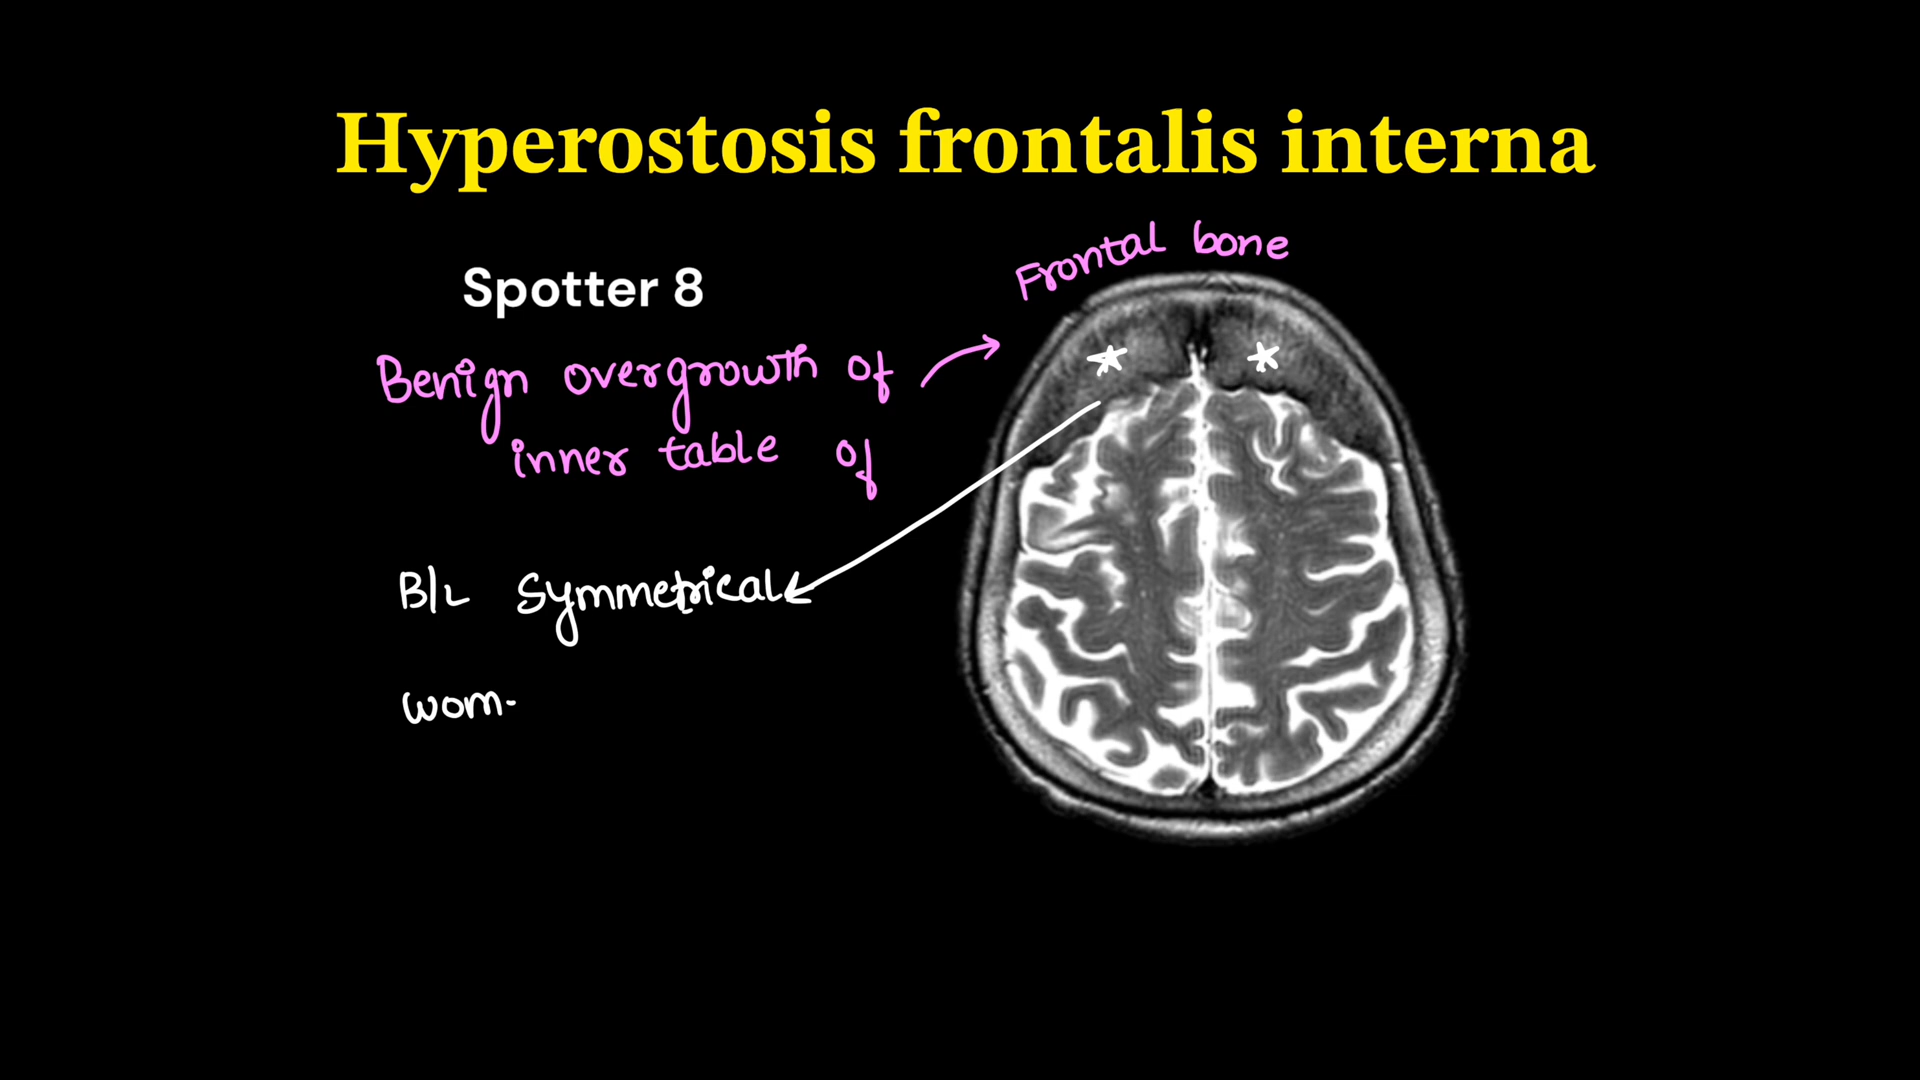 Hyperostosis frontalis interna
Spotter 8
Frontal bone
Benign overgrowth of
inner table of
B/L Symmetrical
wom-